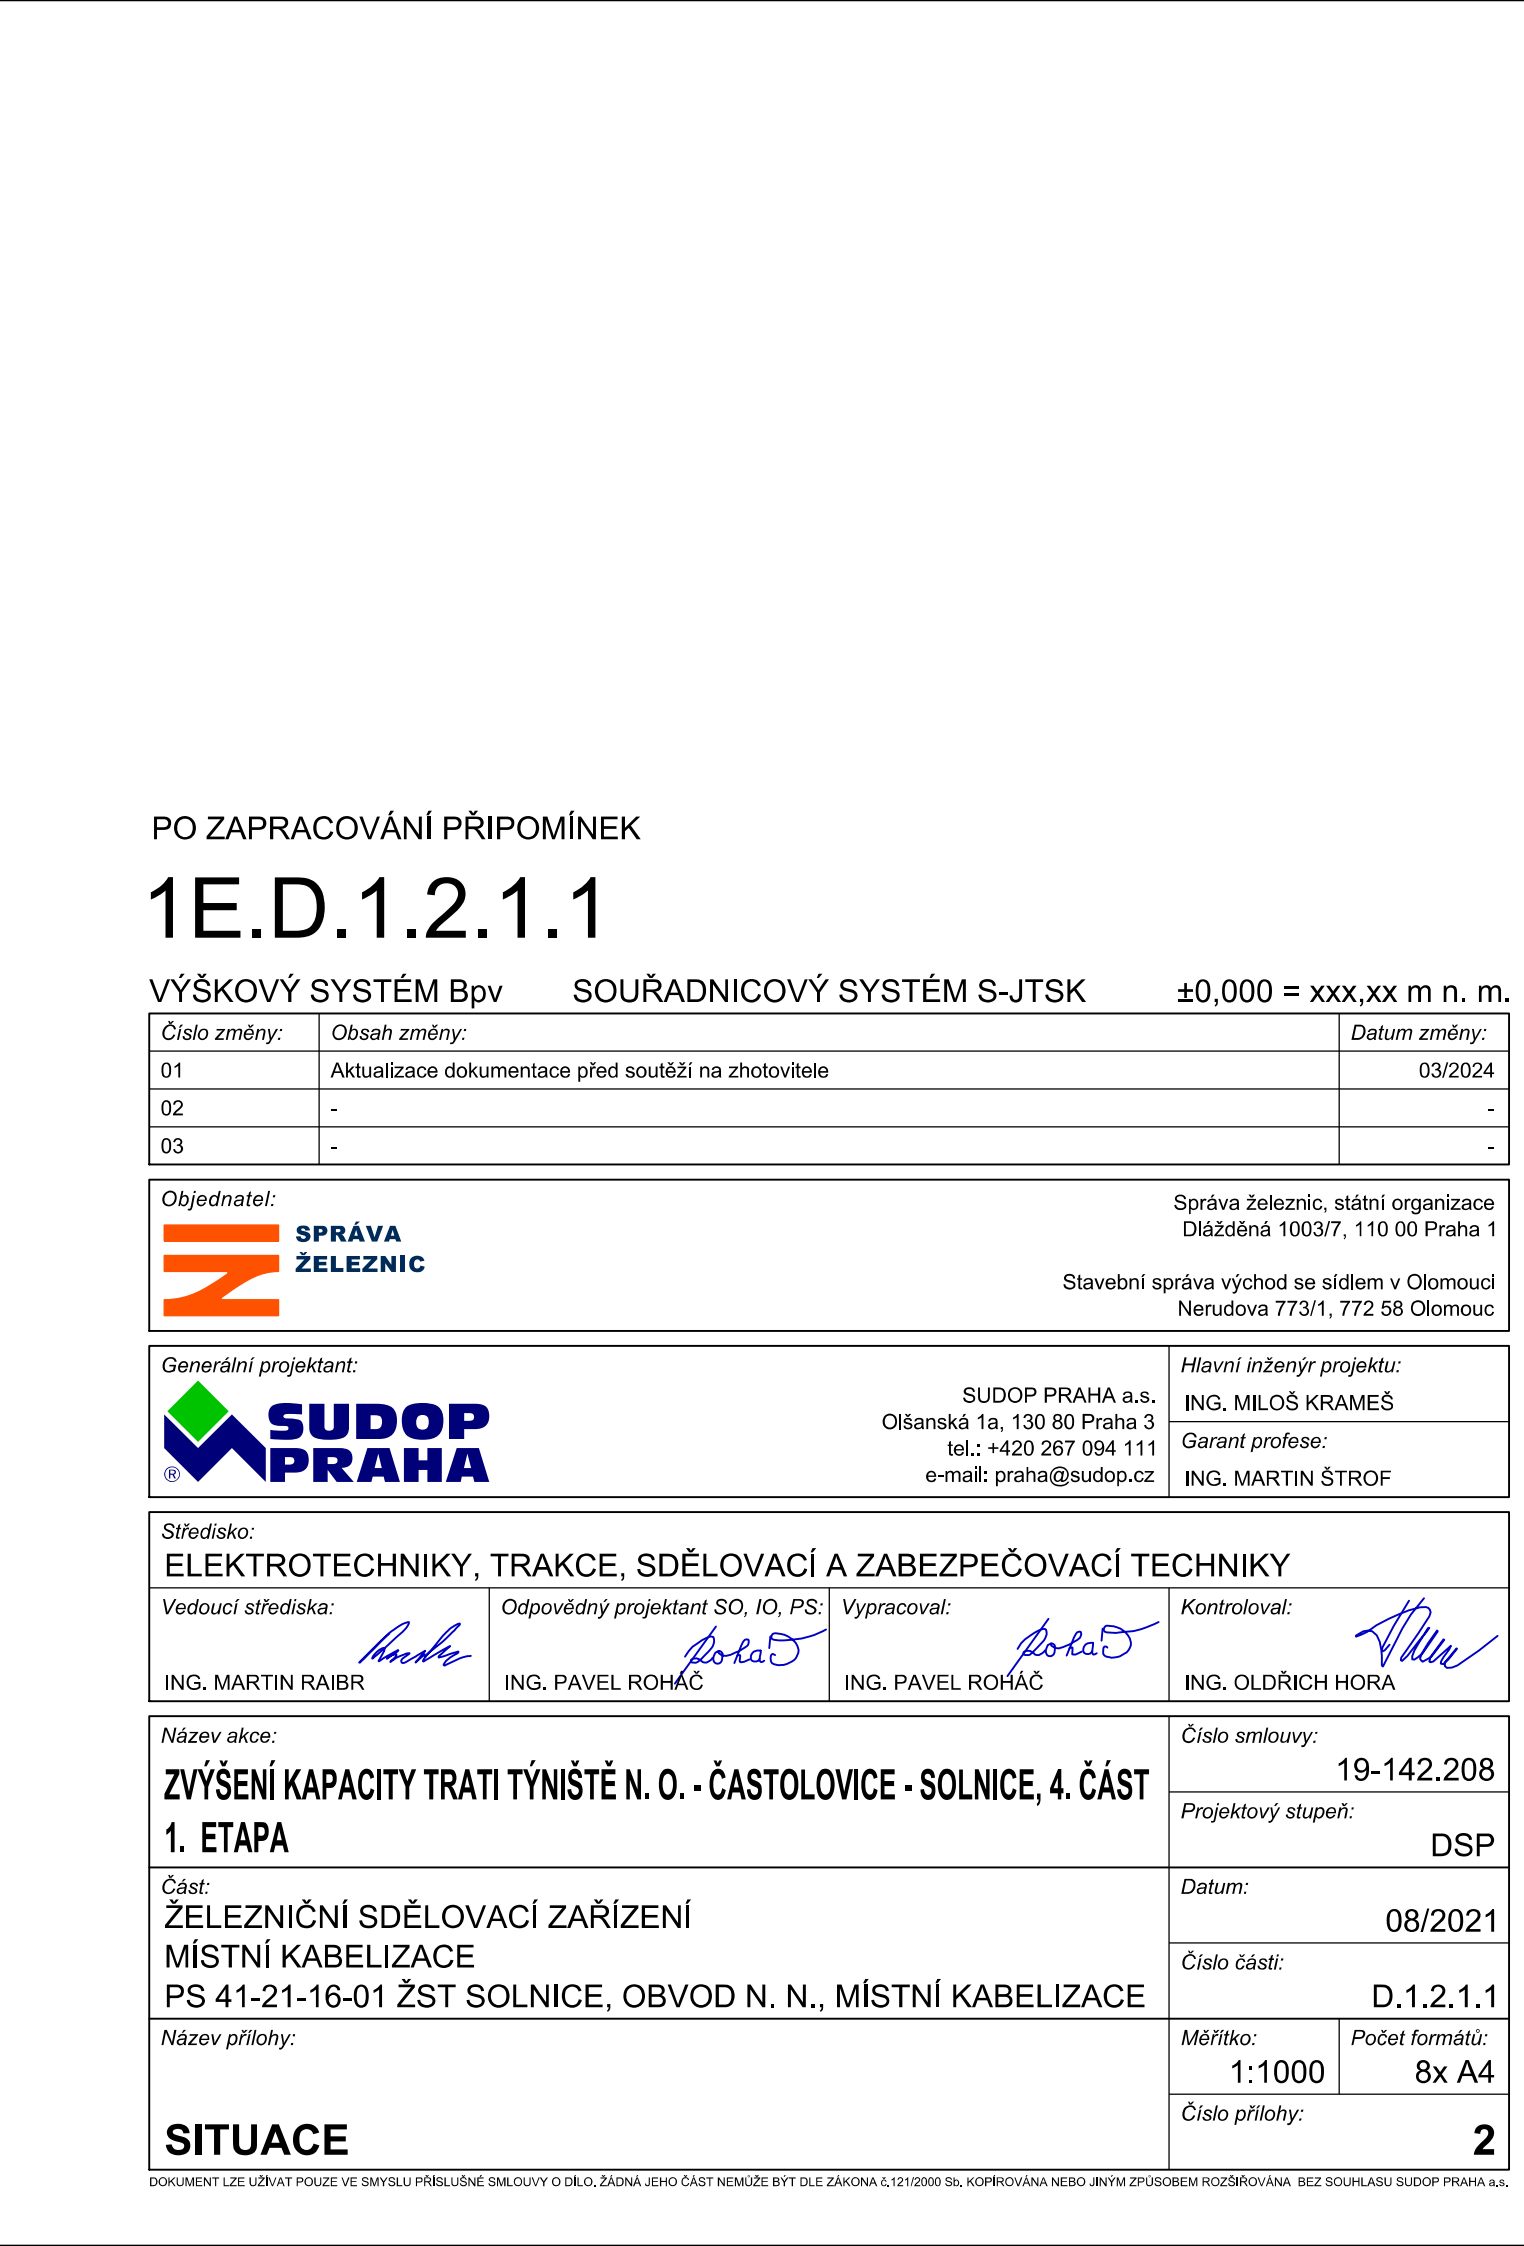 PO ZAPRACOVÁNÍ PŘIPOMÍNEK
1E.D.1.2.1.1
VÝŠKOVÝ SYSTÉM Bpv SOUŘADNICOVÝ SYSTÉM S-JTSK ±0,000 = xxx,xx m n. m.
Číslo změny: Obsah změny: Datum změny:
01 Aktualizace dokumentace před soutěží na zhotovitele 03/2024
02 - -
03 - -
Objednatel:
SPRÁVA
ŽELEZNIC
Správa železnic, státní organizace
Dlážděná 1003/7, 110 00 Praha 1
Stavební správa východ se sídlem v Olomouci
Nerudova 773/1, 772 58 Olomouc
Generální projektant:
SUDOP
PRAHA
®
SUDOP PRAHA a.s.
Olšanská 1a, 130 80 Praha 3
tel.: +420 267 094 111
e-mail: praha@sudop.cz
Hlavní inženýr projektu:
ING. MILOŠ KRAMEŠ
Garant profese:
ING. MARTIN ŠTROF
Středisko:
ELEKTROTECHNIKY, TRAKCE, SDĚLOVACÍ A ZABEZPEČOVACÍ TECHNIKY
Vedoucí střediska:
ING. MARTIN RAIBR
Odpovědný projektant SO, IO, PS:
Roháč
ING. PAVEL ROHÁČ
Vypracoval:
Roháč
ING. PAVEL ROHÁČ
Kontroloval:
ING. OLDŘICH HORA
Název akce:
ZVÝŠENÍ KAPACITY TRATI TÝNIŠTĚ N. O. - ČASTOLOVICE - SOLNICE, 4. ČÁST
1. ETAPA
Číslo smlouvy:
19-142.208
Projektový stupeň:
DSP
Část:
ŽELEZNIČNÍ SDĚLOVACÍ ZAŘÍZENÍ
MÍSTNÍ KABELIZACE
PS 41-21-16-01 ŽST SOLNICE, OBVOD N. N., MÍSTNÍ KABELIZACE
Datum:
08/2021
Číslo části:
D.1.2.1.1
Název přílohy:
SITUACE
Měřítko:
1:1000
Počet formátů:
8x A4
Číslo přílohy:
2
DOKUMENT LZE UŽÍVAT POUZE VE SMYSLU PŘÍSLUŠNÉ SMLOUVY O DÍLO. ŽÁDNÁ JEHO ČÁST NEMŮŽE BÝT DLE ZÁKONA č.121/2000 Sb. KOPÍROVÁNA NEBO JINÝM ZPŮSOBEM ROZŠIŘOVÁNA BEZ SOUHLASU SUDOP PRAHA a.s.